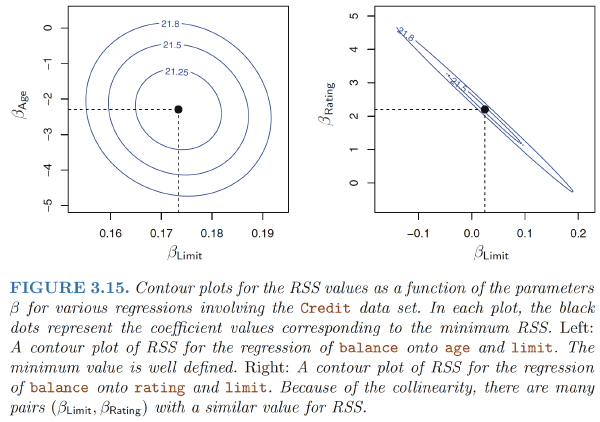 0
-1
-2
-3
-4
-5
βAge
21.8
21.5
21.25
0.16
0.17
0.18
0.19
βLimit
5
4
3
2
1
0
βRating
21.8
21.5
-0.1
0.0
0.1
0.2
βLimit
FIGURE 3.15. Contour plots for the RSS values as a function of the parameters
β for various regressions involving the Credit data set. In each plot, the black
dots represent the coefficient values corresponding to the minimum RSS. Left:
A contour plot of RSS for the regression of balance onto age and limit. The
minimum value is well defined. Right: A contour plot of RSS for the regression
of balance onto rating and limit. Because of the collinearity, there are many
pairs (βLimit, βRating) with a similar value for RSS.